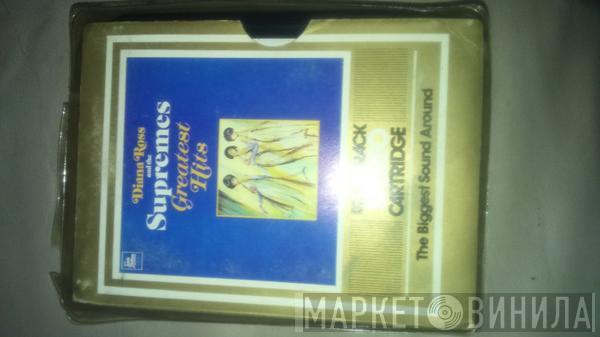 Diana Ross
and the
Supremes
Greatest
Hits
CARTRIDGE
The Biggest Sound Around
МАРКЕТ ВИНИЛА